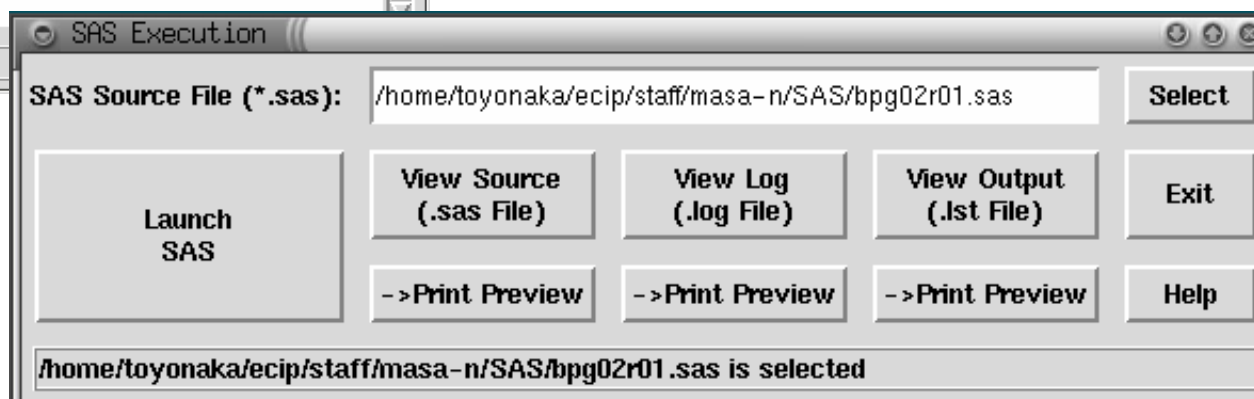 SAS Execution
SAS Source File (*.sas): /home/toyonaka/ecip/staff/masa-n/SAS/bpg02r01.sas Select
Launch
SAS
View Source
(.sas File)
View Log
(.log File)
View Output
(.lst File)
Exit
->Print Preview ->Print Preview ->Print Preview Help
/home/toyonaka/ecip/staff/masa-n/SAS/bpg02r01.sas is selected